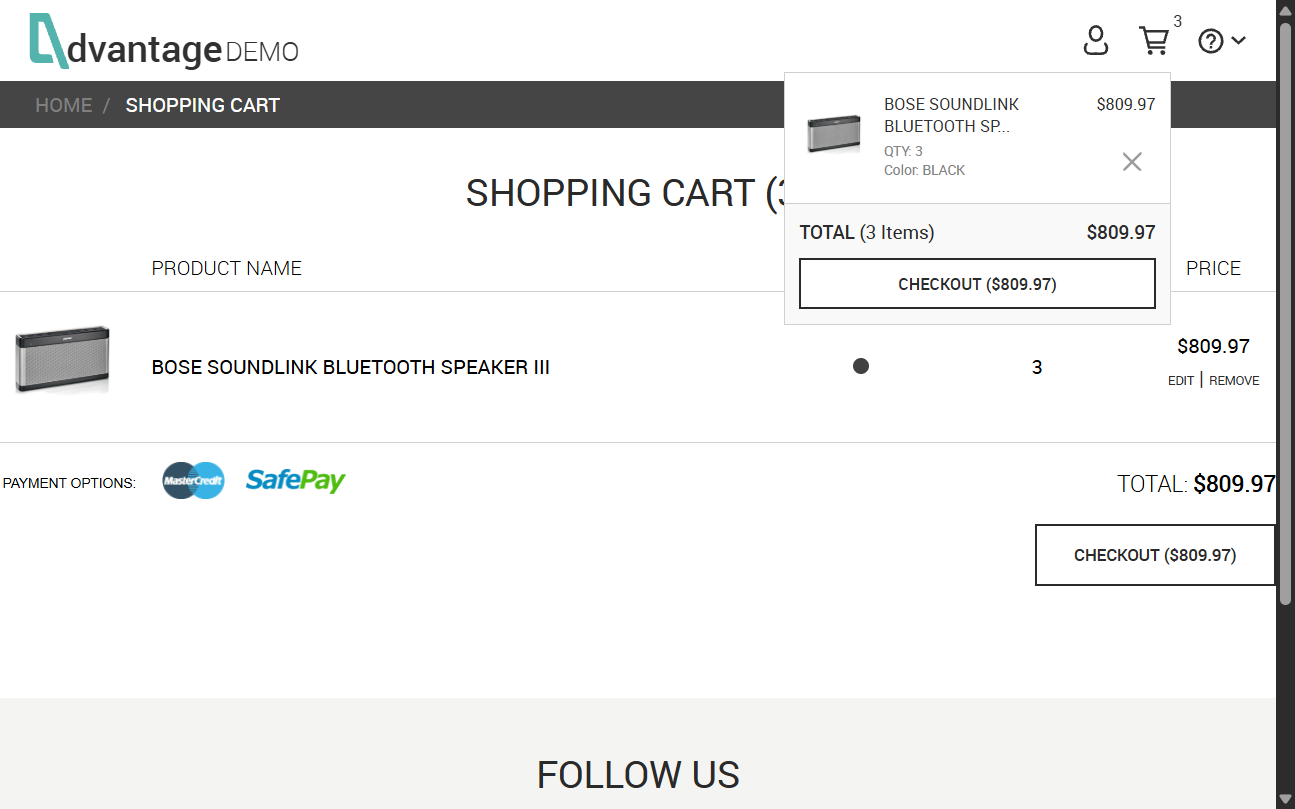 dvantage DEMO
3
HOME / SHOPPING CART
BOSE SOUNDLINK
BLUETOOTH SP...
$809.97
QTY: 3
Color: BLACK
TOTAL (3 Items) $809.97
CHECKOUT ($809.97)
SHOPPING CART (3
PRODUCT NAME
PRICE
BOSE SOUNDLINK BLUETOOTH SPEAKER III
3
$809.97
EDIT | REMOVE
PAYMENT OPTIONS:
MasterCredit
SafePay
TOTAL: $809.97
CHECKOUT ($809.97)
FOLLOW US